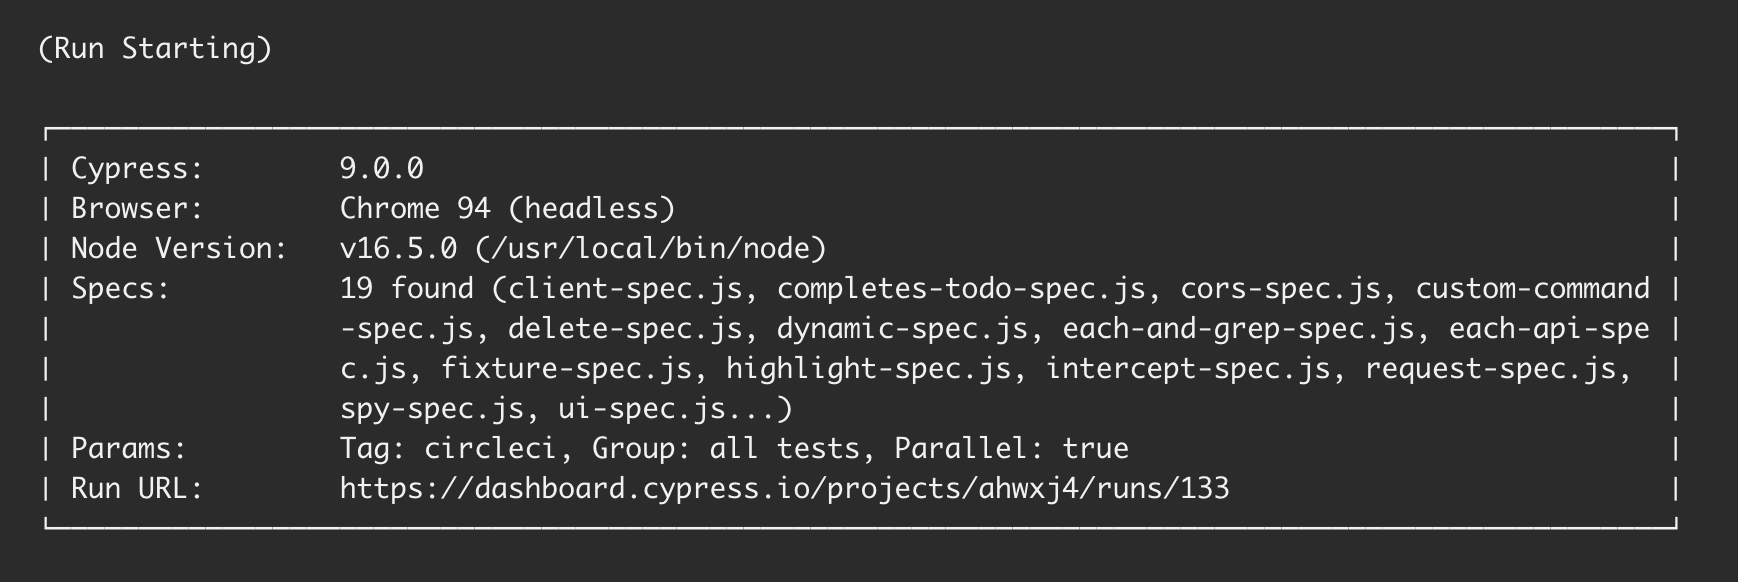 (Run Starting)
| Cypress:        9.0.0 |
| Browser:        Chrome 94 (headless) |
| Node Version:   v16.5.0 (/usr/local/bin/node) |
| Specs:          19 found (client-spec.js, completes-todo-spec.js, cors-spec.js, custom-command |
|                 -spec.js, delete-spec.js, dynamic-spec.js, each-and-grep-spec.js, each-api-spe |
|                 c.js, fixture-spec.js, highlight-spec.js, intercept-spec.js, request-spec.js,  |
|                 spy-spec.js, ui-spec.js...) |
| Params:         Tag: circleci, Group: all tests, Parallel: true |
| Run URL:        https://dashboard.cypress.io/projects/ahwxj4/runs/133 |